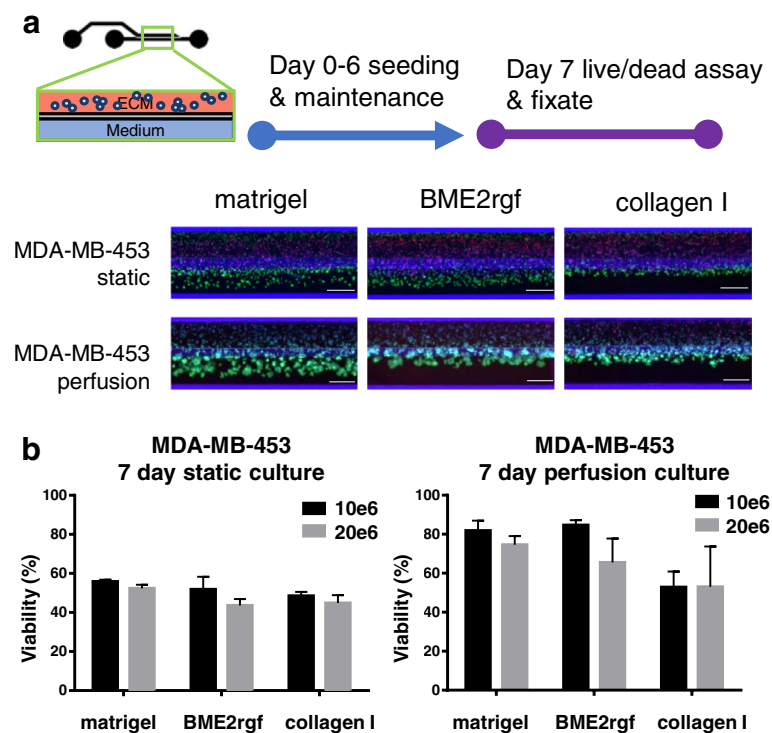 a
ECM
Medium
Day 0-6 seeding
& maintenance
Day 7 live/dead assay
& fixate
matrigel BME2rgf collagen I
MDA-MB-453
static
MDA-MB-453
perfusion
b
MDA-MB-453
7 day static culture
100
80
60
40
20
0
Viability (%)
10e6
20e6
matrigel BME2rgf collagen I
MDA-MB-453
7 day perfusion culture
100
80
60
40
20
0
Viability (%)
10e6
20e6
matrigel BME2rgf collagen I